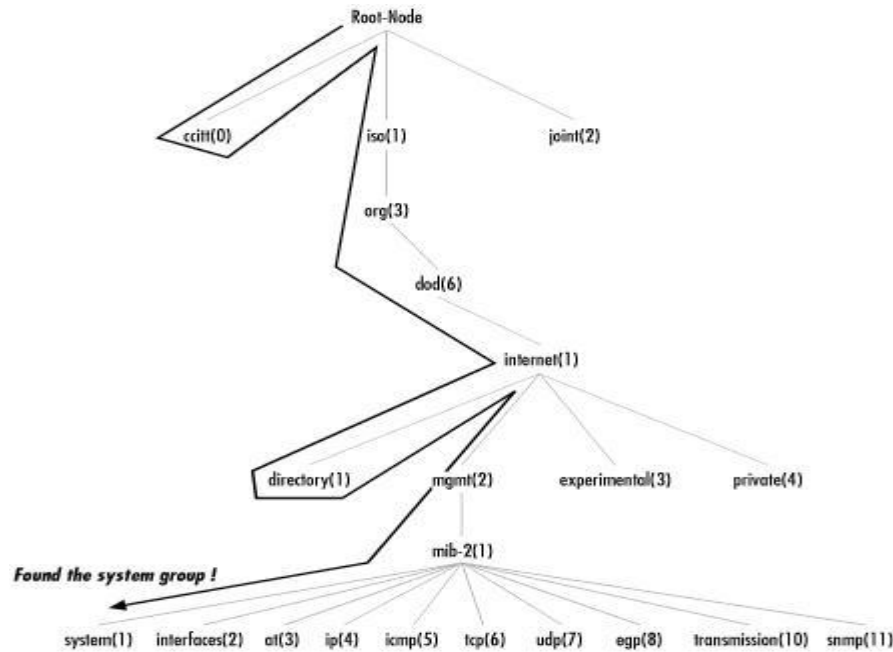 Root-Node
ccitt(0) iso(1) joint(2)
org(3)
dod(6)
internet(1)
directory(1) mgmt(2) experimental(3) private(4)
mib-2(1)
Found the system group !
system(1) interfaces(2) at(3) ip(4) icmp(5) tcp(6) udp(7) egp(8) transmission(10) snmp(11)